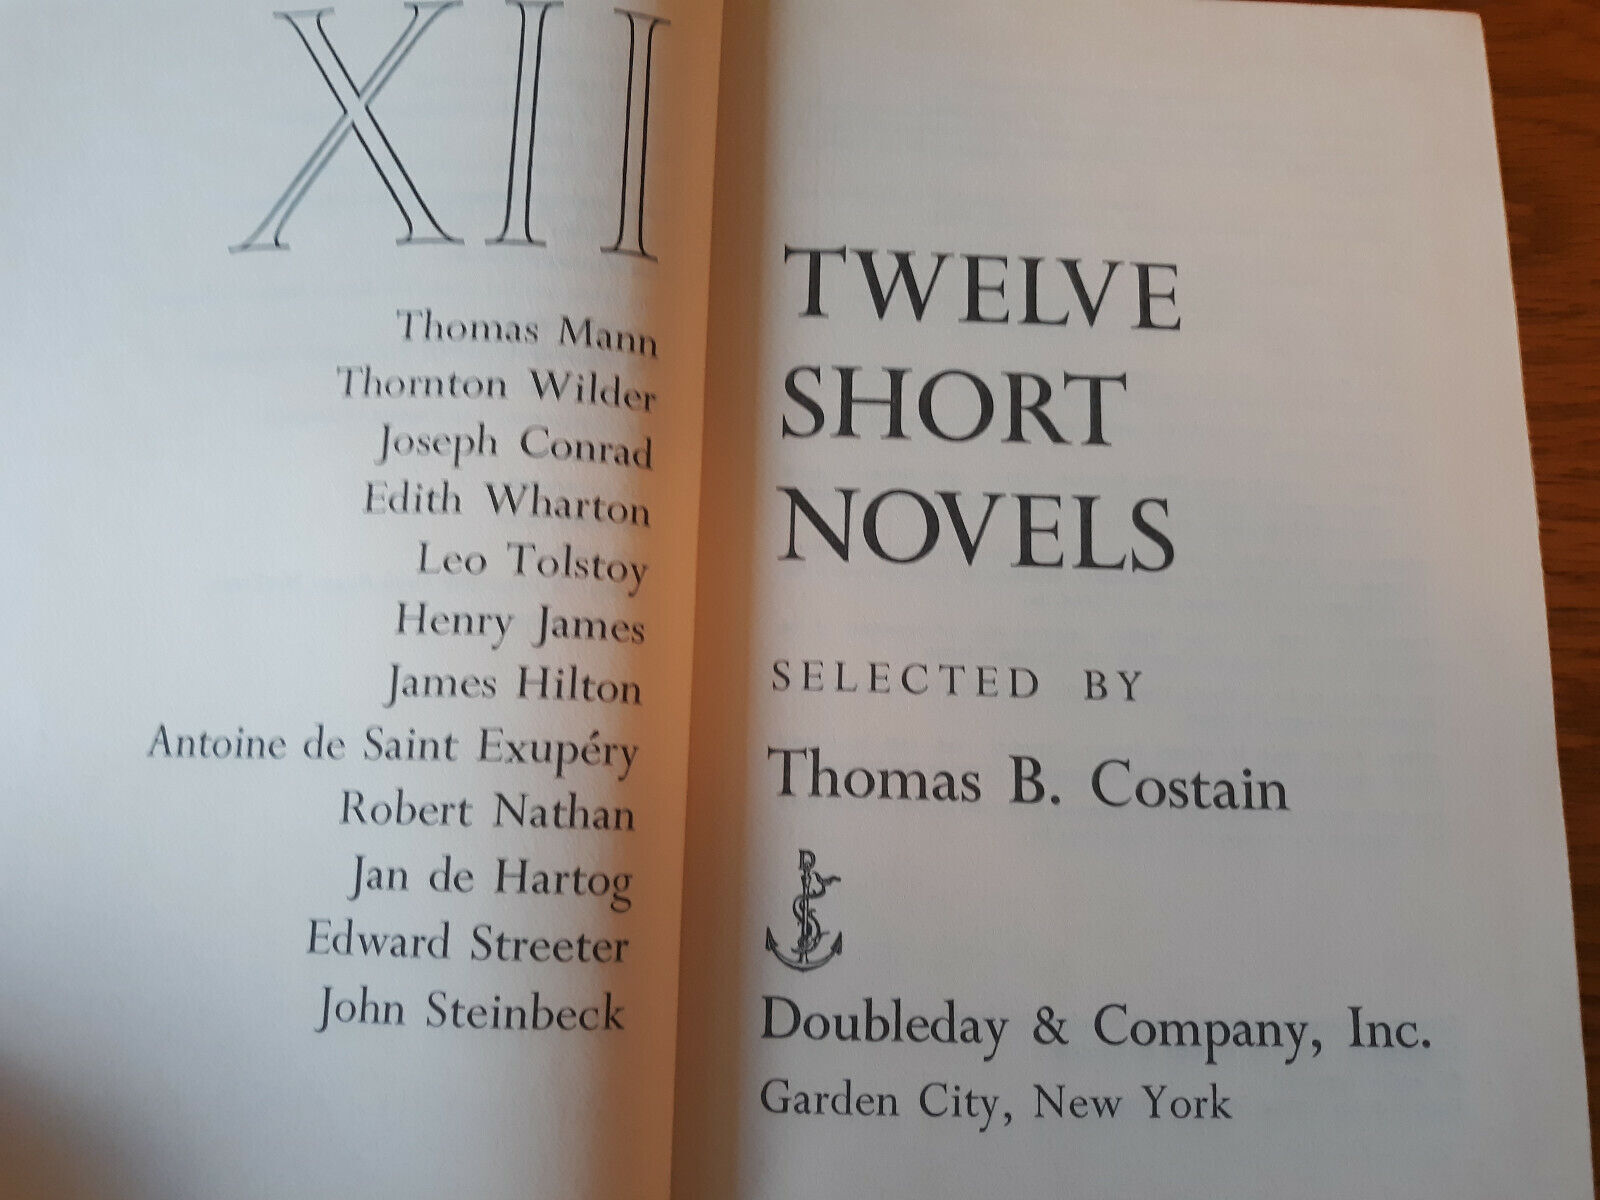 XII
Thomas Mann
Thornton Wilder
Joseph Conrad
Edith Wharton
Leo Tolstoy
Henry James
James Hilton
Antoine de Saint Exupéry
Robert Nathan
Jan de Hartog
Edward Streeter
John Steinbeck
TWELVE
SHORT
NOVELS
SELECTED BY
Thomas B. Costain
Doubleday & Company, Inc.
Garden City, New York